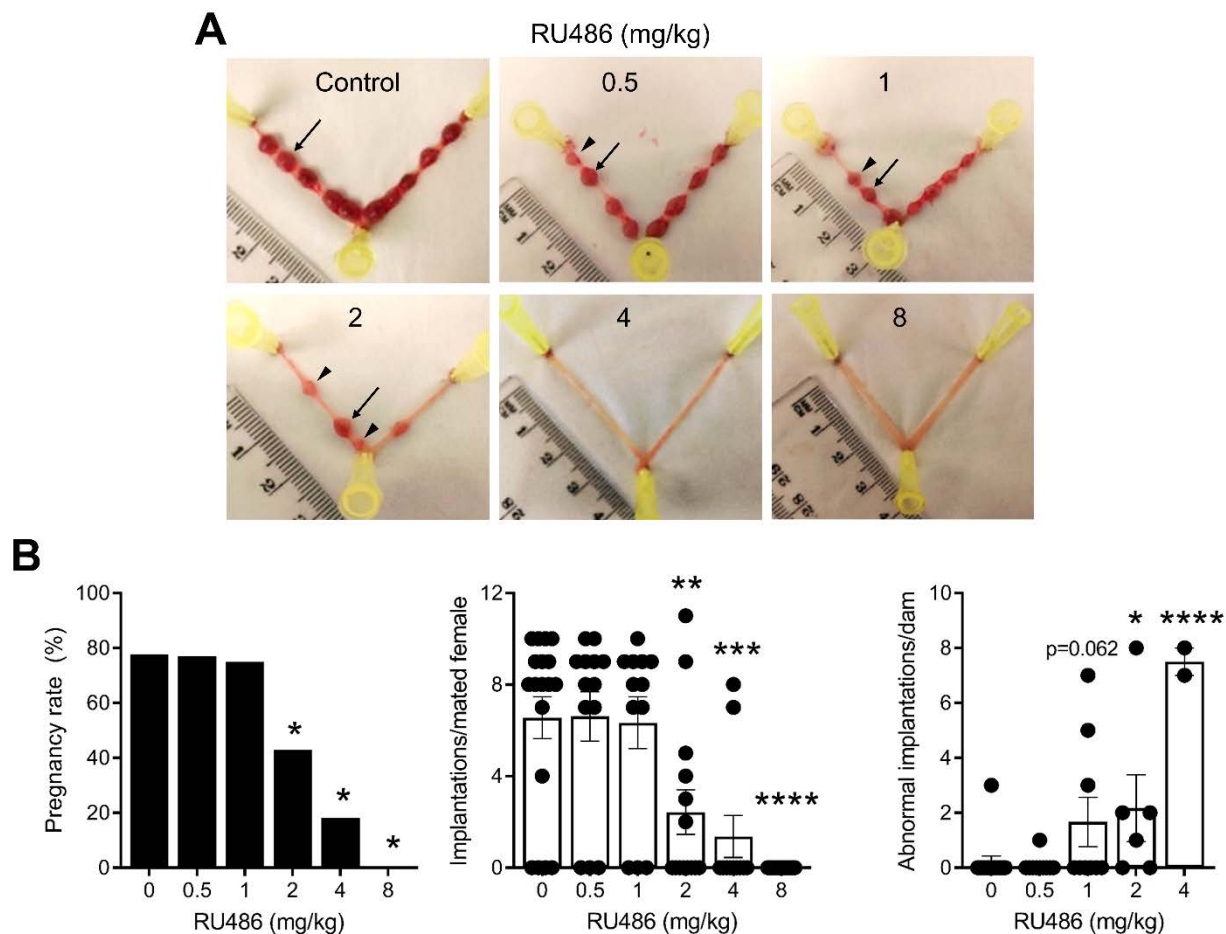 A
RU486 (mg/kg)
Control
0.5
1
2
4
8
B
Pregnancy rate (%)
100
80
60
40
20
0
* * *
0 0.5 1 2 4 8
RU486 (mg/kg)
Implantations/mated female
12
8
4
0
** *** ****
0 0.5 1 2 4 8
RU486 (mg/kg)
Abnormal implantations/dam
10
8
6
4
2
0
p=0.062 * ****
0 0.5 1 2 4
RU486 (mg/kg)